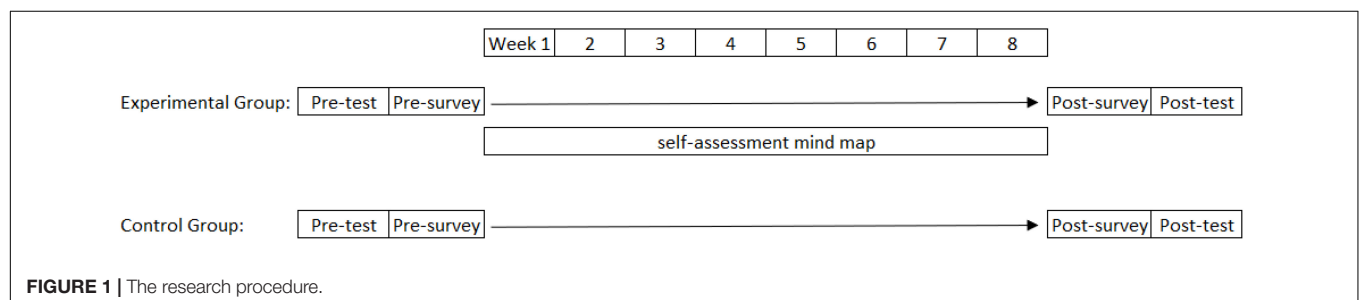 Week 1 2 3 4 5 6 7 8
Experimental Group: Pre-test Pre-survey Post-survey Post-test
self-assessment mind map
Control Group: Pre-test Pre-survey Post-survey Post-test
FIGURE 1 | The research procedure.